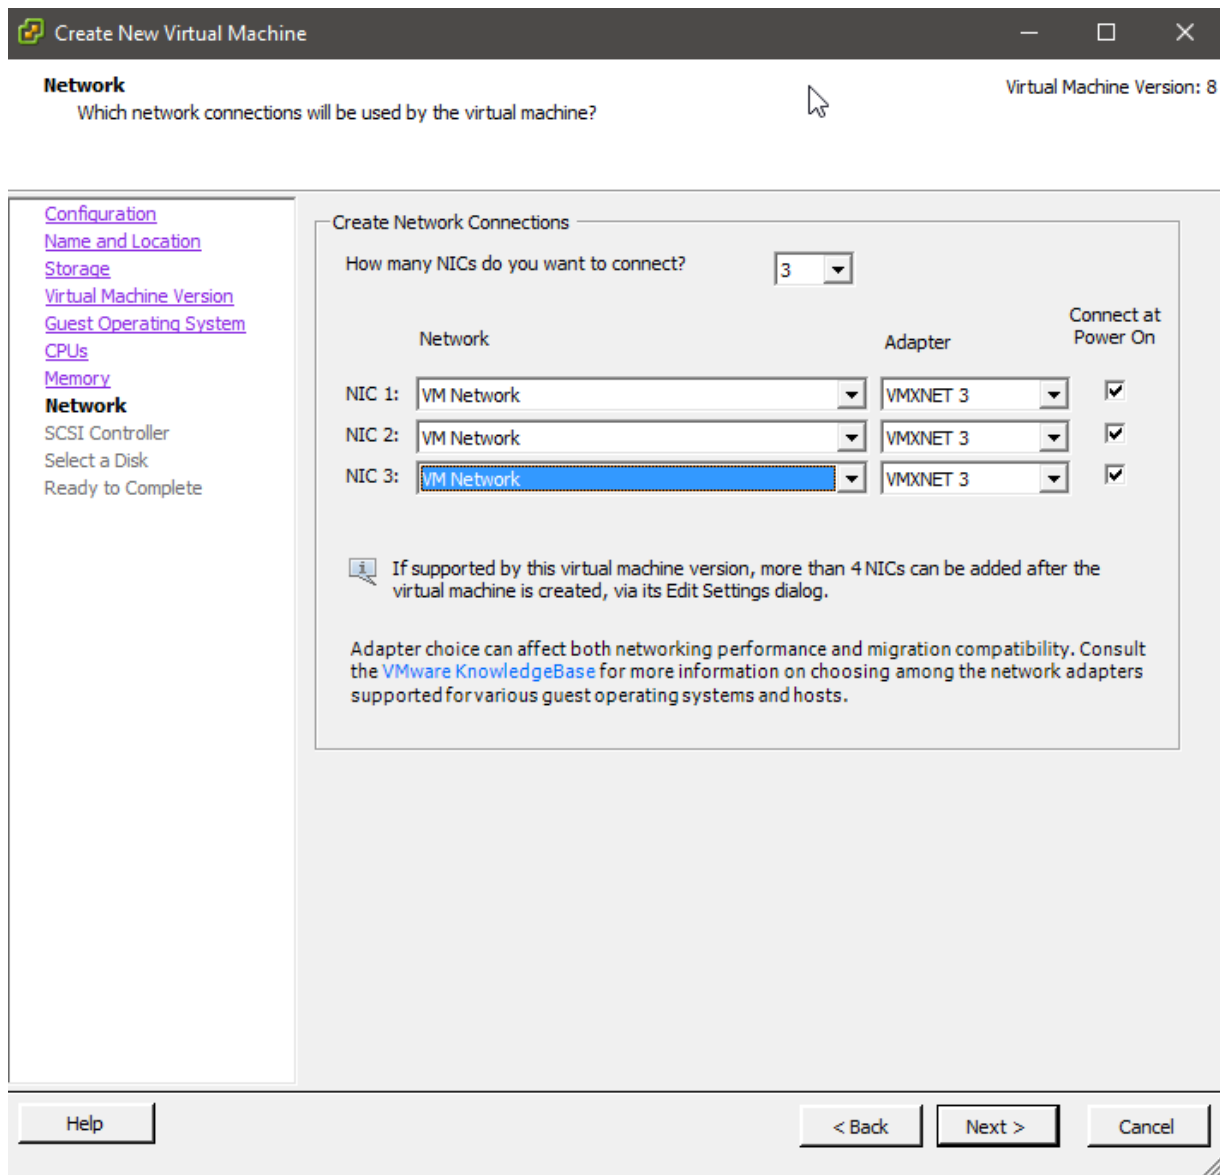 Create New Virtual Machine
Network
Virtual Machine Version: 8
Which network connections will be used by the virtual machine?
Configuration
Name and Location
Storage
Virtual Machine Version
Guest Operating System
CPUs
Memory
Network
SCSI Controller
Select a Disk
Ready to Complete
Create Network Connections
How many NICs do you want to connect? 3
Network
Adapter
Connect at
Power On
NIC 1: VM Network VMXNET 3
NIC 2: VM Network VMXNET 3
NIC 3: VM Network VMXNET 3
If supported by this virtual machine version, more than 4 NICs can be added after the
virtual machine is created, via its Edit Settings dialog.
Adapter choice can affect both networking performance and migration compatibility. Consult
the VMware KnowledgeBase for more information on choosing among the network adapters
supported for various guest operating systems and hosts.
Help
< Back
Next >
Cancel